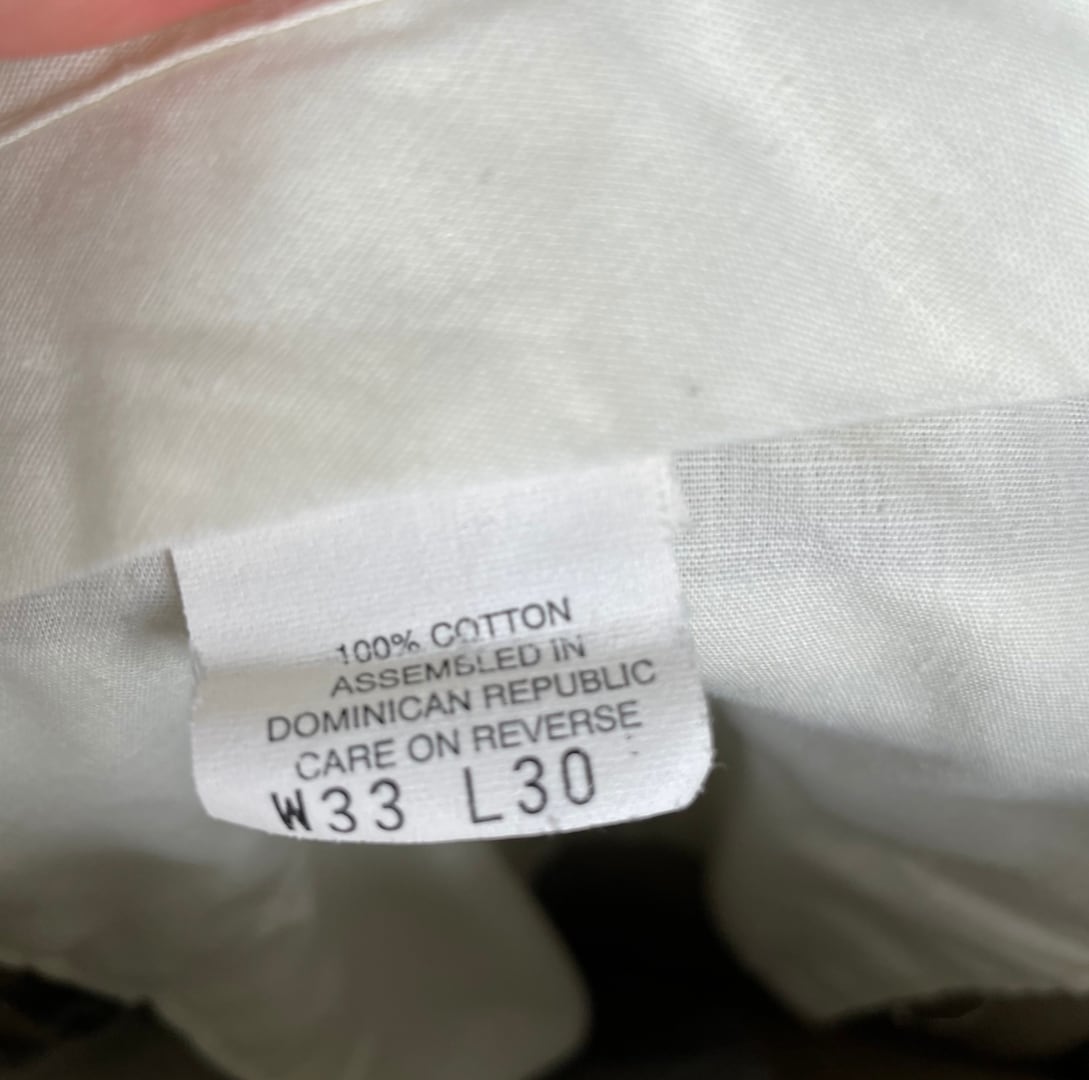 100% COTTON
ASSEMBLED IN
DOMINICAN REPUBLIC
CARE ON REVERSE
W33 L30